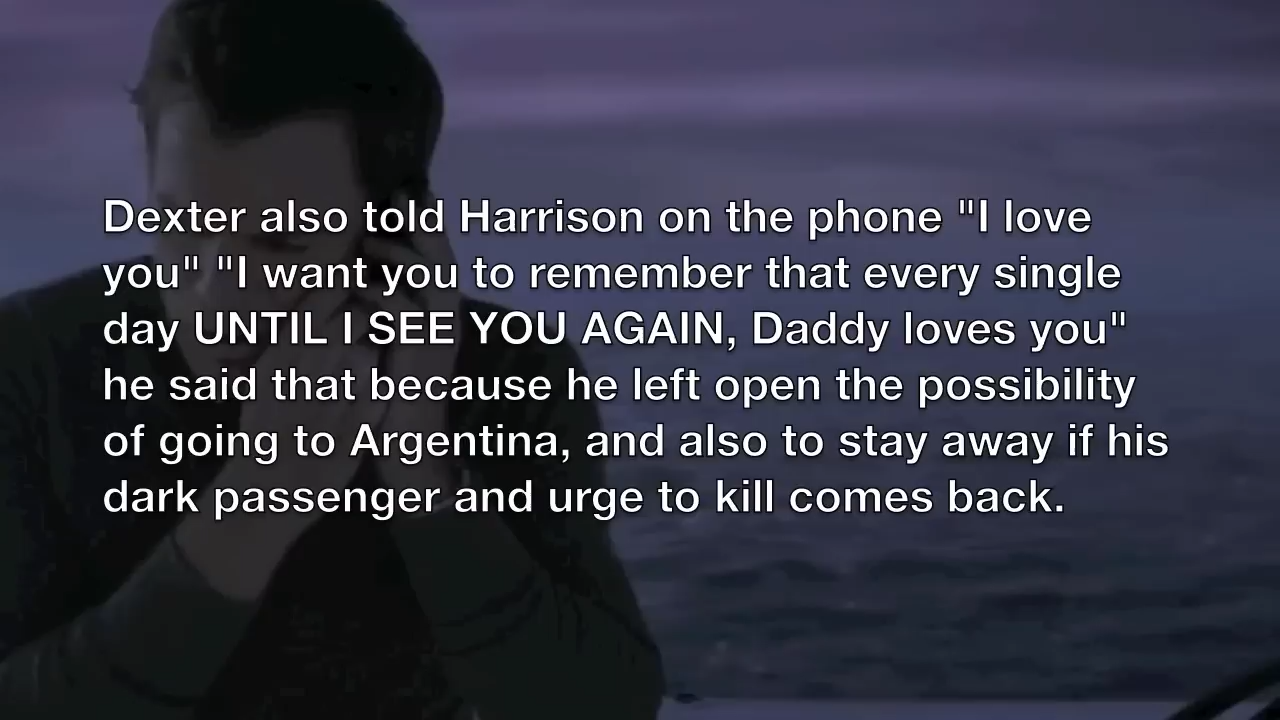 Dexter also told Harrison on the phone "I love
you" "I want you to remember that every single
day UNTIL I SEE YOU AGAIN, Daddy loves you"
he said that because he left open the possibility
of going to Argentina, and also to stay away if his
dark passenger and urge to kill comes back.